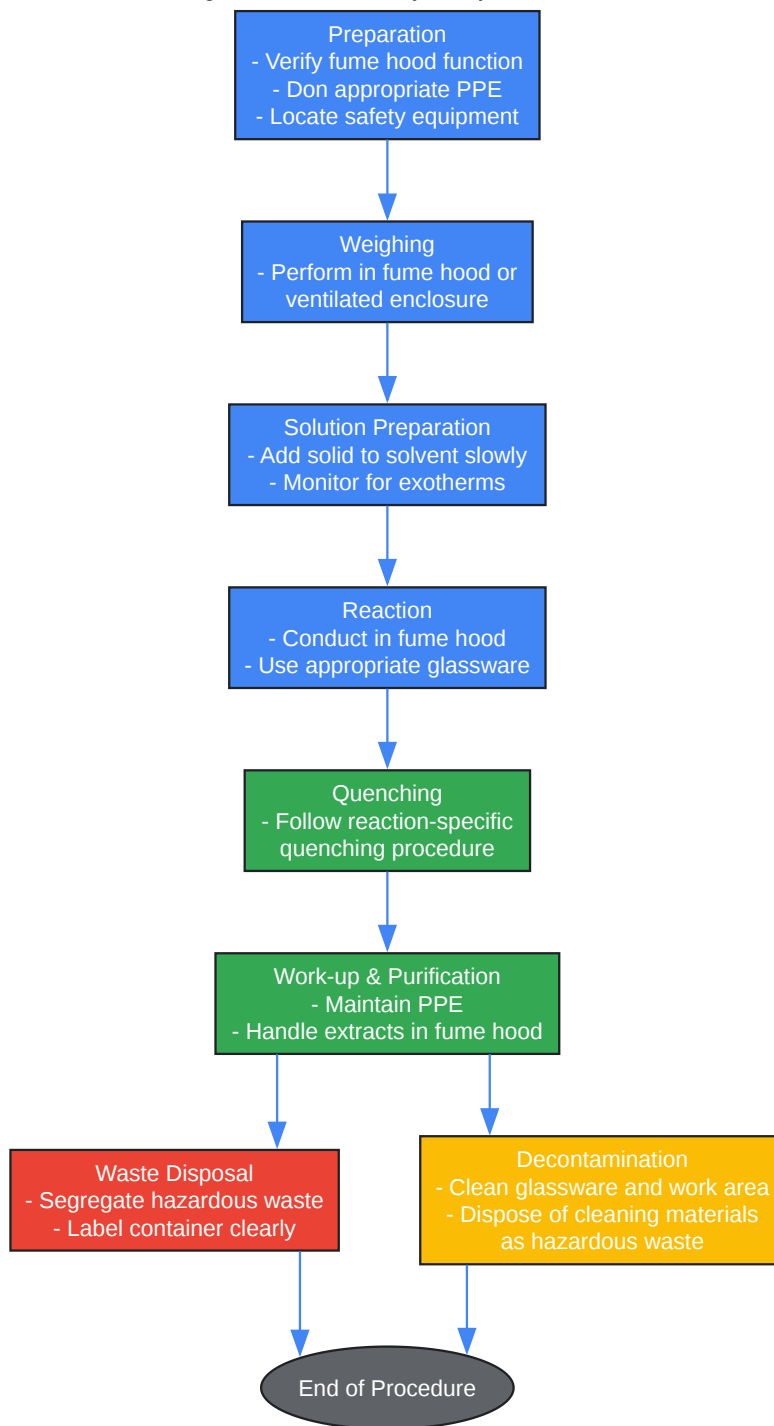 Preparation
- Verify fume hood function
- Don appropriate PPE
- Locate safety equipment
Weighing
- Perform in fume hood or
ventilated enclosure
Solution Preparation
- Add solid to solvent slowly
- Monitor for exotherms
Reaction
- Conduct in fume hood
- Use appropriate glassware
Quenching
- Follow reaction-specific
quenching procedure
Work-up & Purification
- Maintain PPE
- Handle extracts in fume hood
Waste Disposal
- Segregate hazardous waste
- Label container clearly
Decontamination
- Clean glassware and work area
- Dispose of cleaning materials
as hazardous waste
End of Procedure